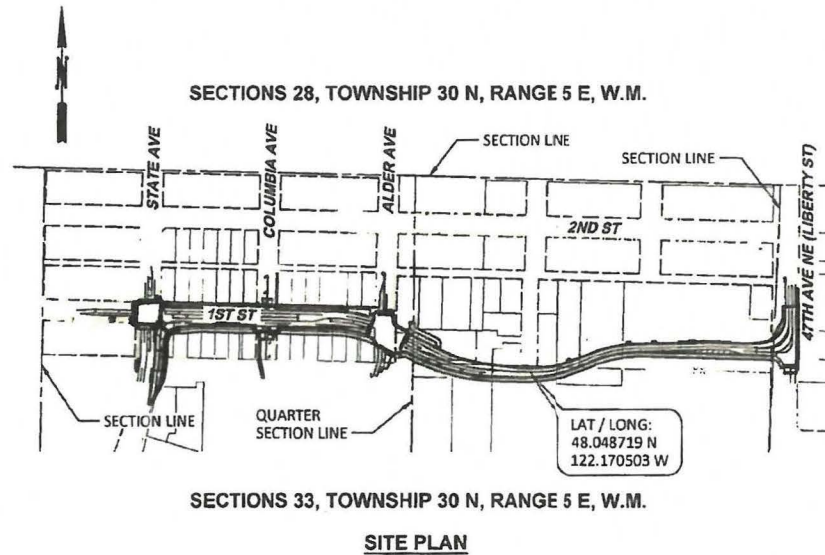 N
SECTIONS 28, TOWNSHIP 30 N, RANGE 5 E, W.M.
SECTION LNE
SECTION LINE
STATE AVE
COLUMBIA AVE
ALDER AVE
47TH AVE NE (LIBERTY ST)
2ND ST
1ST ST
SECTION LINE
QUARTER
SECTION LINE
LAT / LONG:
48.048719 N
122.170503 W
SECTIONS 33, TOWNSHIP 30 N, RANGE 5 E, W.M.
SITE PLAN